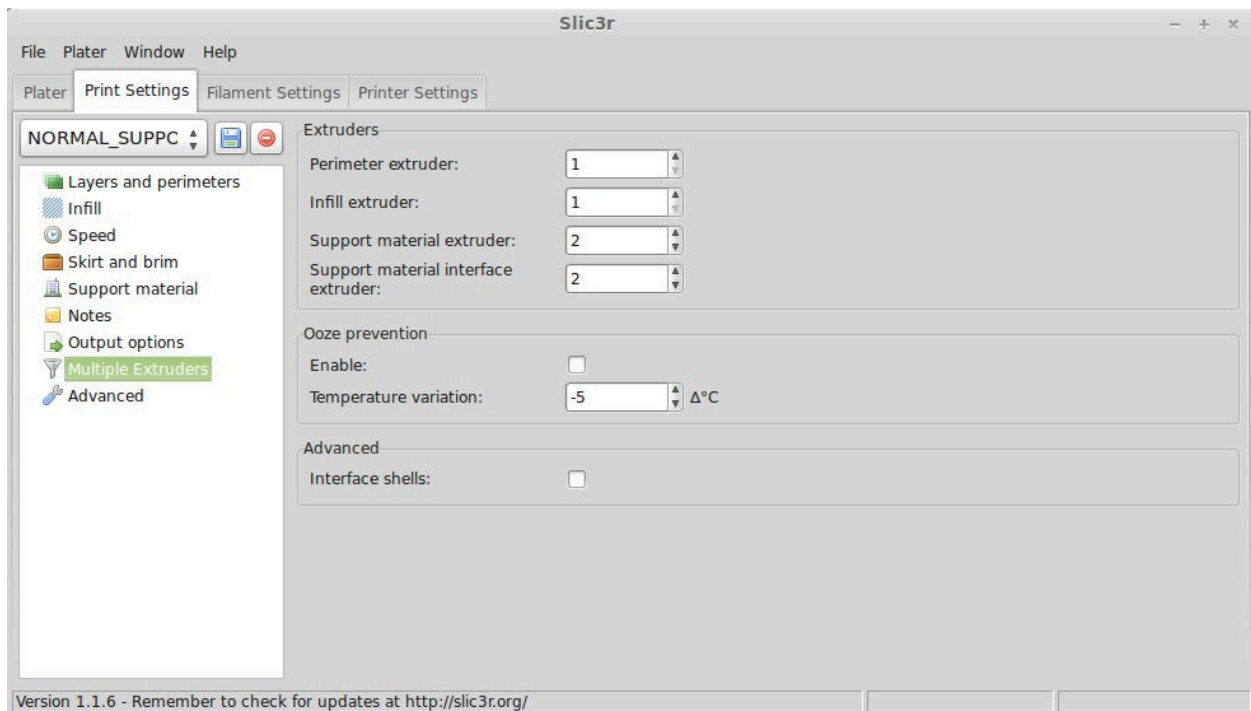 Slic3r
File Plater Window Help
Plater Print Settings Filament Settings Printer Settings
NORMAL_SUPPC
Layers and perimeters
Infill
Speed
Skirt and brim
Support material
Notes
Output options
Multiple Extruders
Advanced
Extruders
Perimeter extruder: 1
Infill extruder: 1
Support material extruder: 2
Support material interface
extruder: 2
Ooze prevention
Enable:
Temperature variation: -5 Δ°C
Advanced
Interface shells:
Version 1.1.6 - Remember to check for updates at http://slic3r.org/